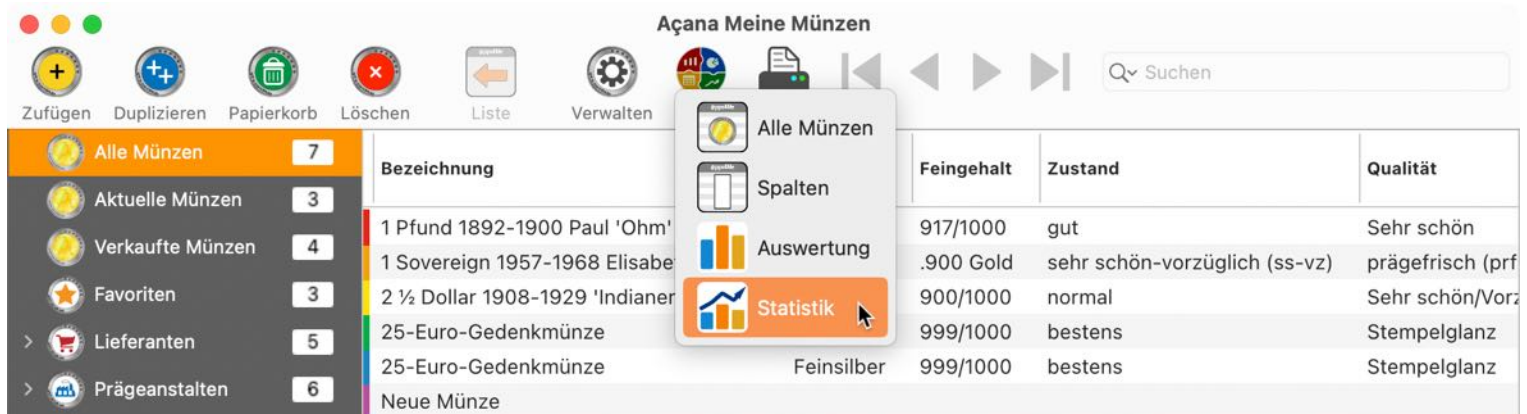 Açana Meine Münzen
Suchen
Zufügen Duplizieren Papierkorb Löschen Liste Verwalten
Alle Münzen 7
Aktuelle Münzen 3
Verkaufte Münzen 4
Favoriten 3
Lieferanten 5
Prägeanstalten 6
Alle Münzen
Spalten
Auswertung
Statistik
Bezeichnung Feingehalt Zustand Qualität
1 Pfund 1892-1900 Paul 'Ohm' 917/1000 gut Sehr schön
1 Sovereign 1957-1968 Elisabe .900 Gold sehr schön-vorzüglich (ss-vz) prägefrisch (prf
2 ½ Dollar 1908-1929 'Indianer 900/1000 normal Sehr schön/Vorz
25-Euro-Gedenkmünze 999/1000 bestens Stempelglanz
25-Euro-Gedenkmünze Feinsilber 999/1000 bestens Stempelglanz
Neue Münze